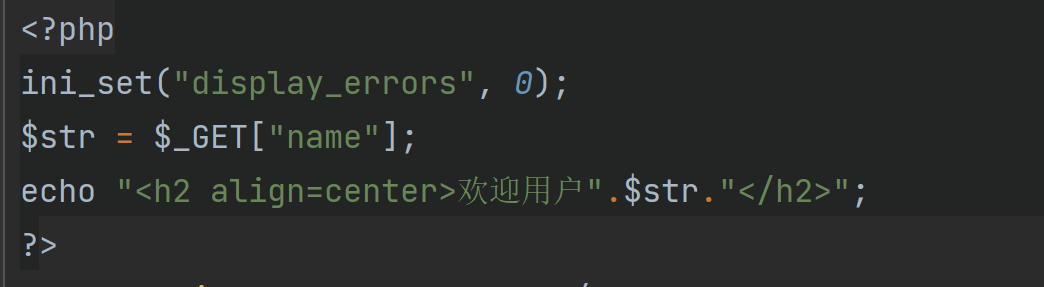 <?php
ini_set("display_errors", 0);
$str = $_GET["name"];
echo "<h2 align=center>欢迎用户".$str."</h2>";
?>